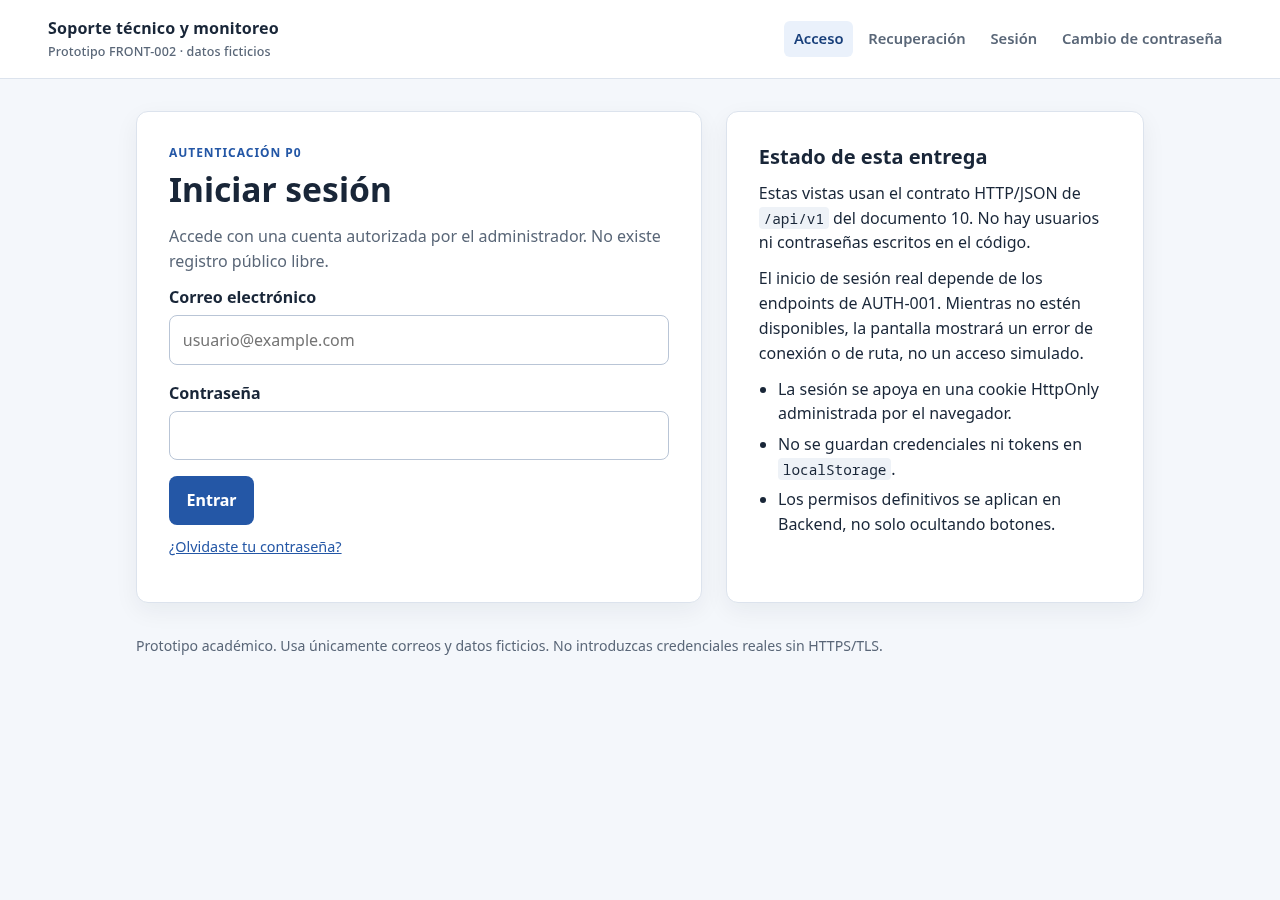 Soporte técnico y monitoreo
Prototipo FRONT-002 · datos ficticios
Acceso
Recuperación
Sesión
Cambio de contraseña
AUTENTICACIÓN P0
Iniciar sesión
Accede con una cuenta autorizada por el administrador. No existe
registro público libre.
Correo electrónico
usuario@example.com
Contraseña
Entrar
¿Olvidaste tu contraseña?
Estado de esta entrega
Estas vistas usan el contrato HTTP/JSON de
/api/v1 del documento 10. No hay usuarios
ni contraseñas escritos en el código.
El inicio de sesión real depende de los
endpoints de AUTH-001. Mientras no estén
disponibles, la pantalla mostrará un error de
conexión o de ruta, no un acceso simulado.
La sesión se apoya en una cookie HttpOnly
administrada por el navegador.
No se guardan credenciales ni tokens en
localStorage.
Los permisos definitivos se aplican en
Backend, no solo ocultando botones.
Prototipo académico. Usa únicamente correos y datos ficticios. No introduzcas credenciales reales sin HTTPS/TLS.